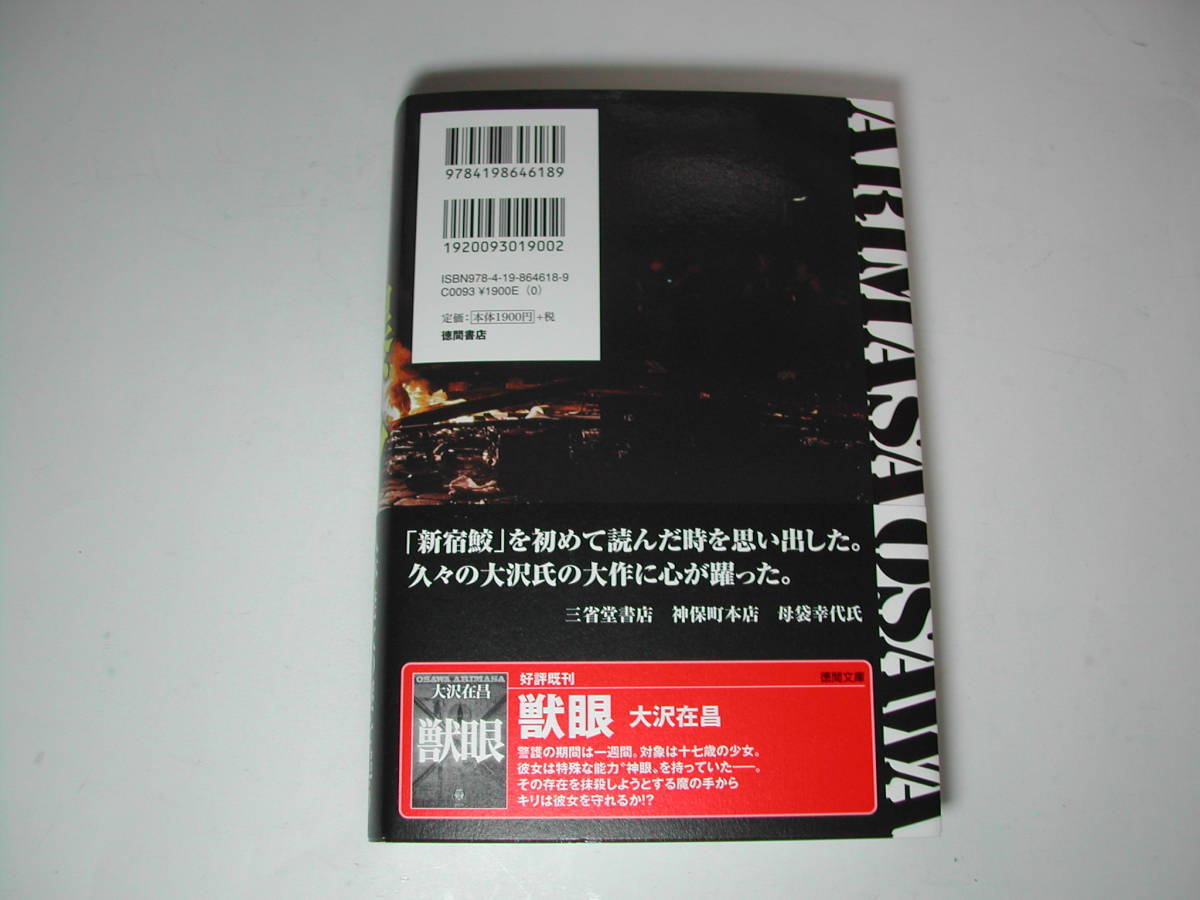 9784198646189
1920093019002
ISBN978-4-19-864618-9
C0093 ¥1900E (0)
定価:本体1900円+税
徳間書店
ARIMASA OSAWA
「新宿鮫」を初めて読んだ時を思い出した。
久々の大沢氏の大作に心が躍った。
三省堂書店 神保町本店 母袋幸代氏
OSAWA ARIMASA
大沢在昌
獣眼
好評既刊
徳間文庫
獣眼 大沢在昌
警護の期間は一週間。対象は十七歳の少女。
彼女は特殊な能力“神眼〟を持っていた──。
その存在を抹殺しようとする魔の手から
キリは彼女を守れるか!?